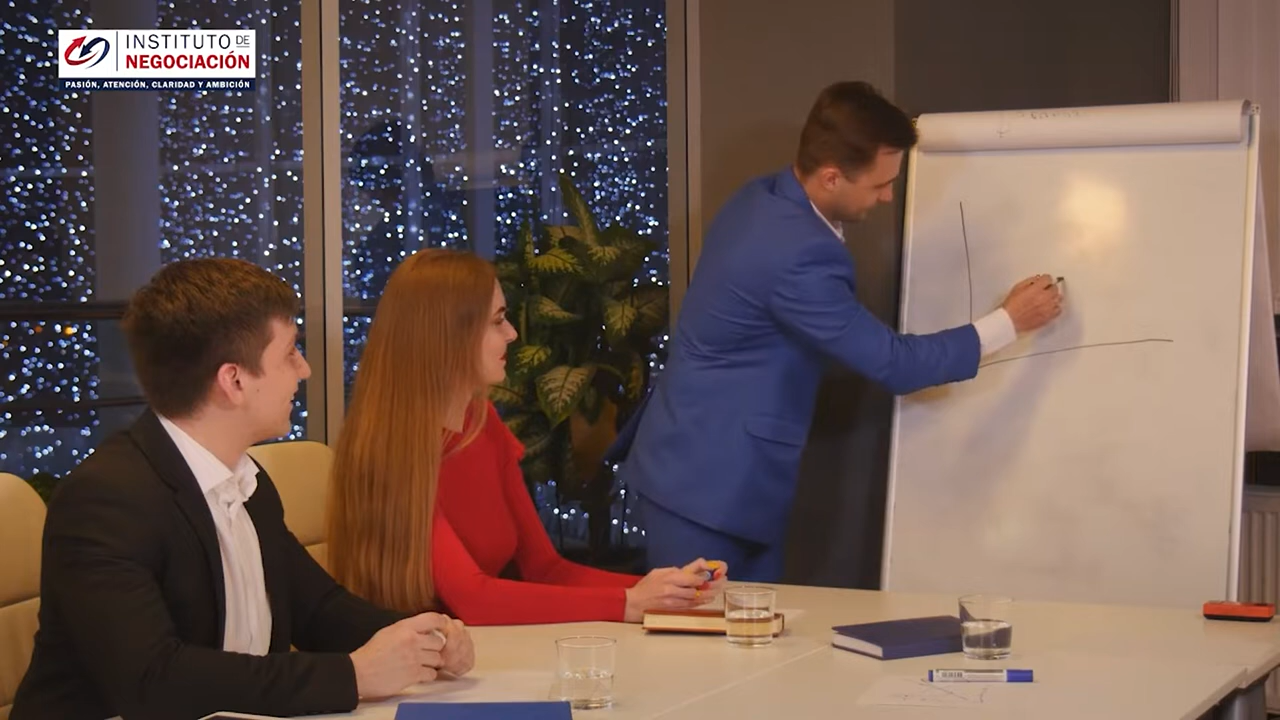 INSTITUTO DE
NEGOCIACIÓN
PASIÓN, ATENCIÓN, CLARIDAD Y AMBICIÓN